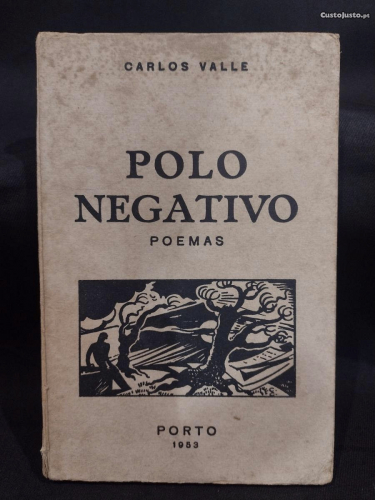 CustoJusto.pt
CARLOS VALLE
POLO
NEGATIVO
POEMAS
PORTO
1953